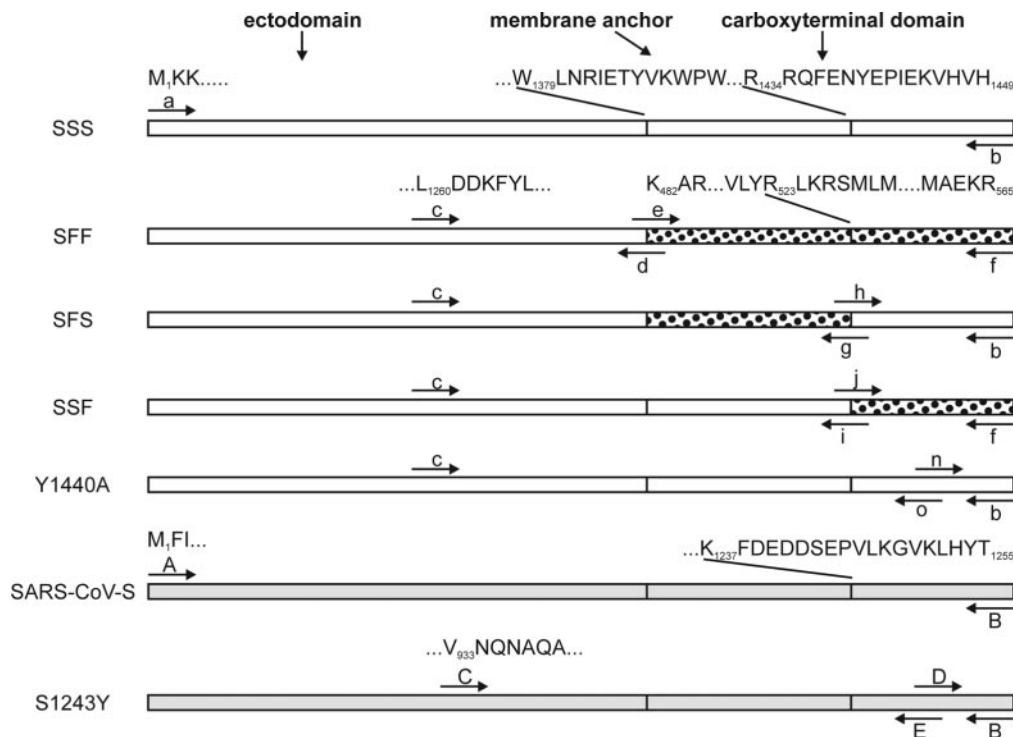 ectodomain membrane anchor carboxyterminal domain
M1KK..... ...W1379LNRIETYVKWPW...R1434RQFENYEPIEKVHVH1449
a
SSS
b
...L1260DDKFYL... K482AR...VLYR523LKRSMLM....MAEKR565
c e
SFF
d f
c h
SFS
g b
c j
SSF
i f
c n
Y1440A
o b
M1FI... ...K1237FDEDDSEPVLKGVKLHYT1255
A
SARS-CoV-S
B
...V933NQNAQA...
C D
S1243Y
E B